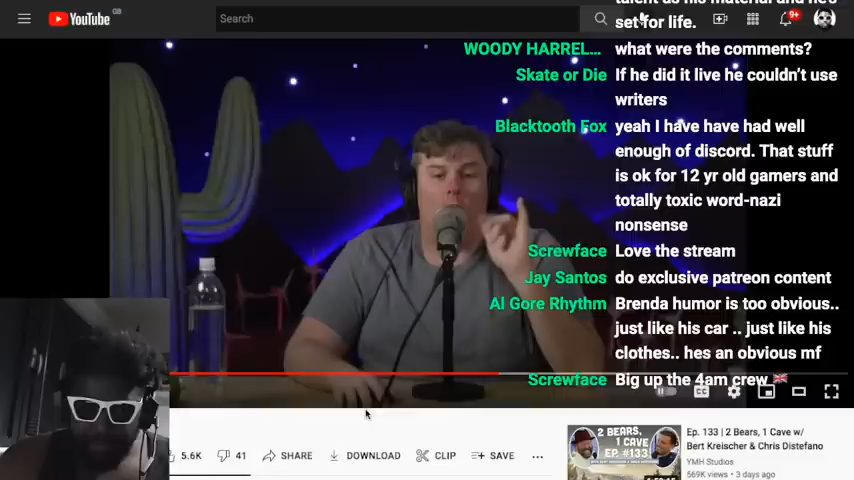 YouTube GB
Search
9+
talent as his material and he's
set for life.
WOODY HARREL... what were the comments?
Skate or Die If he did it live he couldn't use
writers
Blacktooth Fox yeah I have have had well
enough of discord. That stuff
is ok for 12 yr old gamers and
totally toxic word-nazi
nonsense
Screwface Love the stream
Jay Santos do exclusive patreon content
Al Gore Rhythm Brenda humor is too obvious..
just like his car .. just like his
clothes.. hes an obvious mf
Screwface Big up the 4am crew 🇬🇧
5.6K 41 SHARE DOWNLOAD CLIP SAVE ...
2 BEARS,
1 CAVE
EP. #133
Ep. 133 | 2 Bears, 1 Cave w/
Bert Kreischer & Chris Distefano
YMH Studios
569K views • 3 days ago